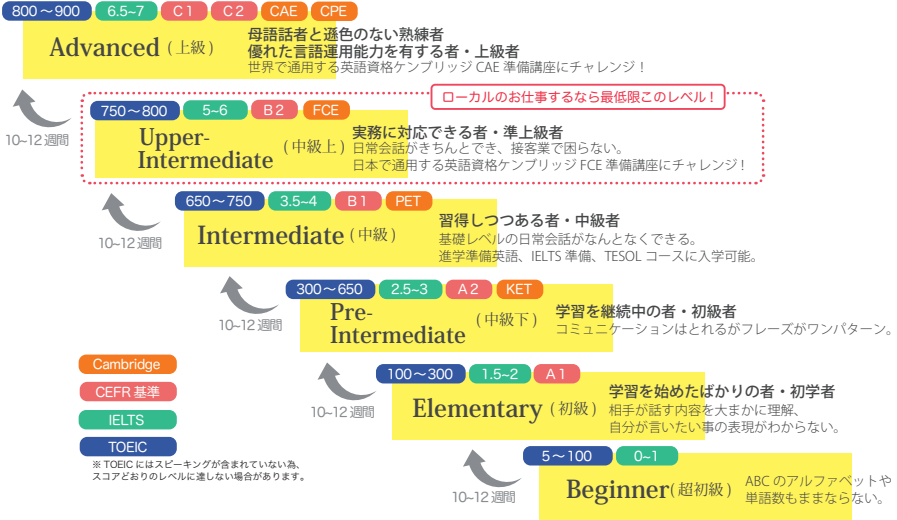 800～900 6.5~7 C 1 C 2 CAE CPE
Advanced (上級)
母語話者と遜色のない熟練者
優れた言語運用能力を有する者・上級者
世界で通用する英語資格ケンブリッジ CAE 準備講座にチャレンジ！
10~12 週間
ローカルのお仕事するなら最低限このレベル！
750～800 5~6 B 2 FCE
Upper-
Intermediate (中級上)
実務に対応できる者・準上級者
日常会話がきちんとでき、接客業で困らない。
日本で通用する英語資格ケンブリッジ FCE 準備講座にチャレンジ！
10~12 週間
650～750 3.5~4 B 1 PET
Intermediate (中級)
習得しつつある者・中級者
基礎レベルの日常会話がなんとなくできる。
進学準備英語、IELTS 準備、TESOL コースに入学可能。
10~12 週間
300～650 2.5~3 A 2 KET
Pre-
Intermediate (中級下)
学習を継続中の者・初級者
コミュニケーションはとれるがフレーズがワンパターン。
10~12 週間
100～300 1.5~2 A 1
Elementary (初級)
学習を始めたばかりの者・初学者
相手が話す内容を大まかに理解、
自分が言いたい事の表現がわからない。
10~12 週間
5～100 0~1
Beginner (超初級)
ABC のアルファベットや
単語数もままならない。
Cambridge
CEFR 基準
IELTS
TOEIC
※ TOEIC にはスピーキングが含まれていない為、
スコアどおりのレベルに達しない場合があります。